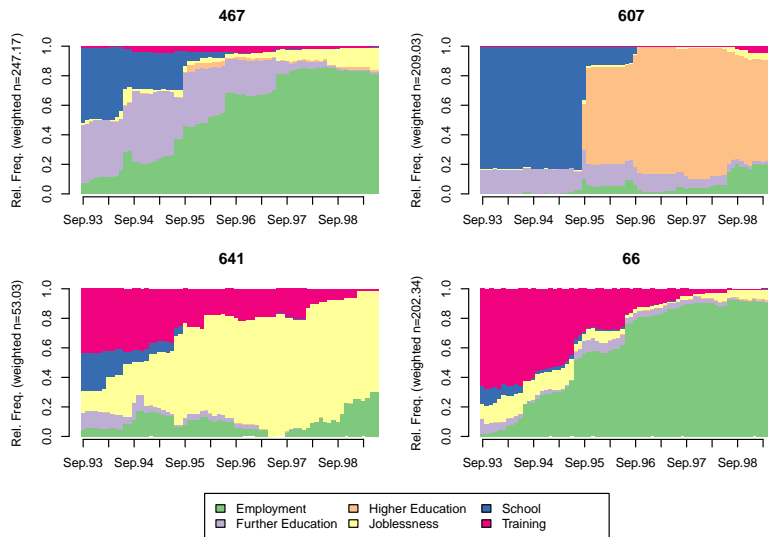 467
607
Rel. Freq. (weighted n=247.17)
0.0 0.2 0.4 0.6 0.8 1.0
Sep.93 Sep.94 Sep.95 Sep.96 Sep.97 Sep.98
Rel. Freq. (weighted n=209.03)
0.0 0.2 0.4 0.6 0.8 1.0
Sep.93 Sep.94 Sep.95 Sep.96 Sep.97 Sep.98
641
66
Rel. Freq. (weighted n=53.03)
0.0 0.2 0.4 0.6 0.8 1.0
Sep.93 Sep.94 Sep.95 Sep.96 Sep.97 Sep.98
Rel. Freq. (weighted n=202.34)
0.0 0.2 0.4 0.6 0.8 1.0
Sep.93 Sep.94 Sep.95 Sep.96 Sep.97 Sep.98
Employment Higher Education School
Further Education Joblessness Training